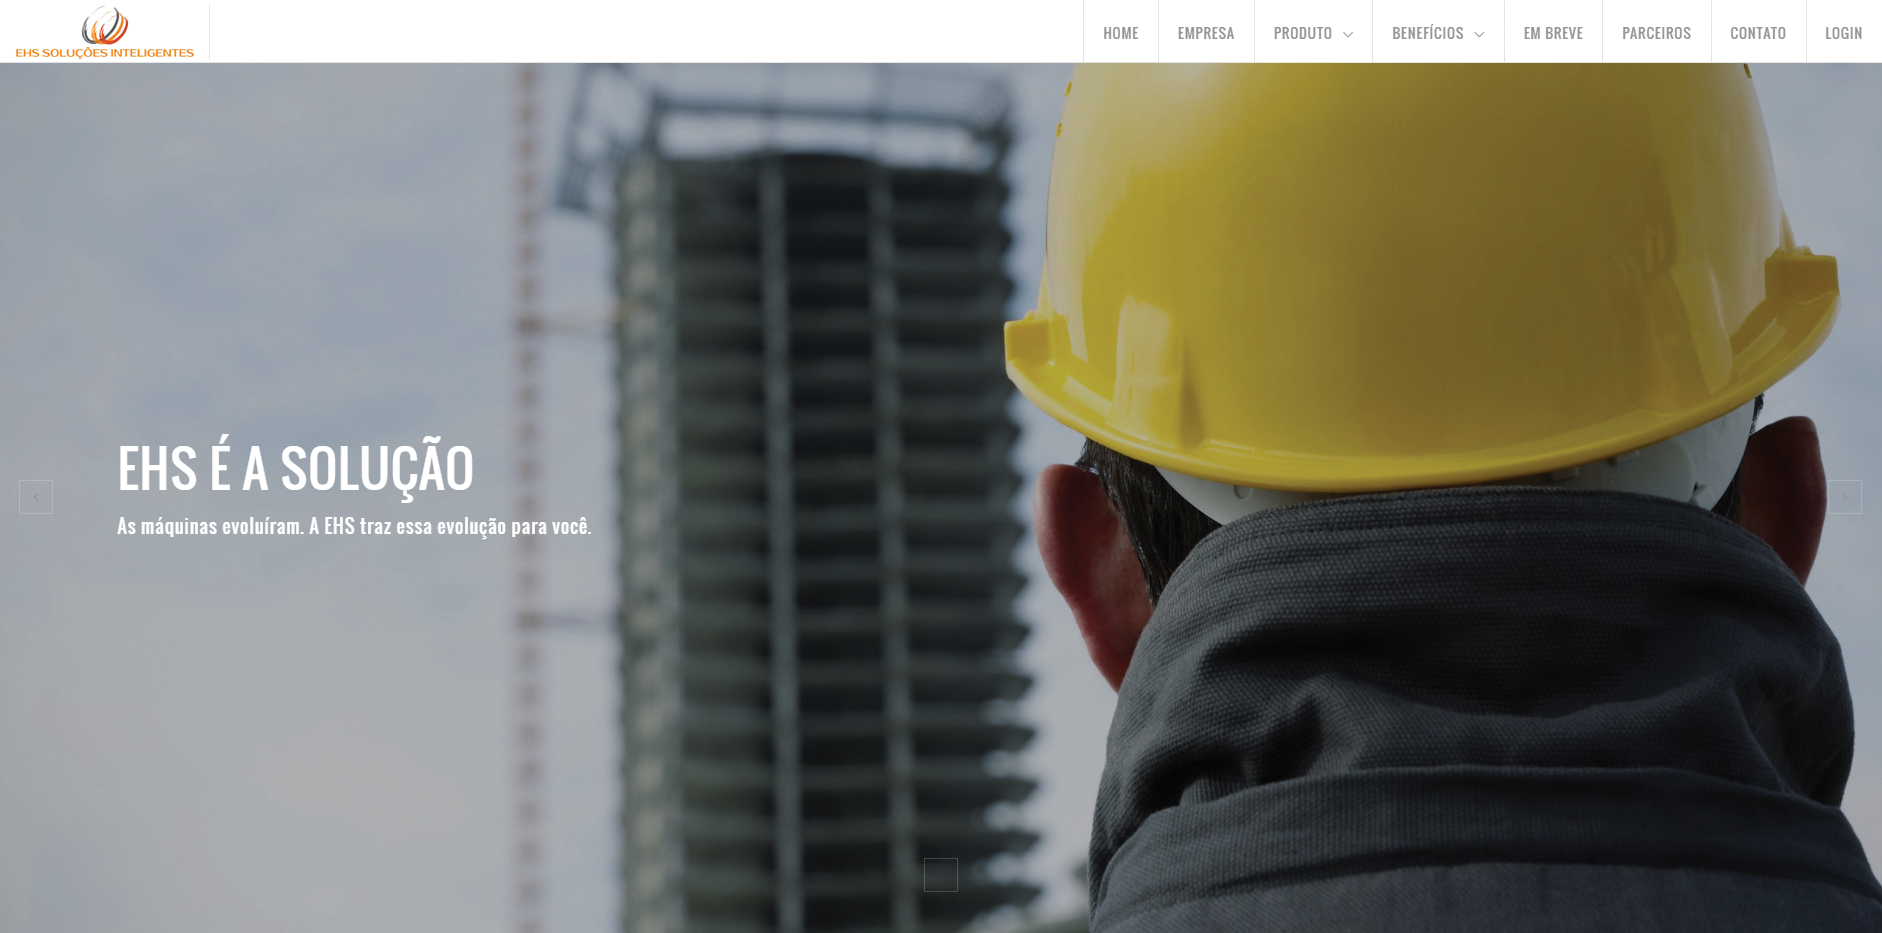 EHS SOLUÇÕES INTELIGENTES
HOME EMPRESA PRODUTO BENEFÍCIOS EM BREVE PARCEIROS CONTATO LOGIN
EHS É A SOLUÇÃO
As máquinas evoluíram. A EHS traz essa evolução para você.